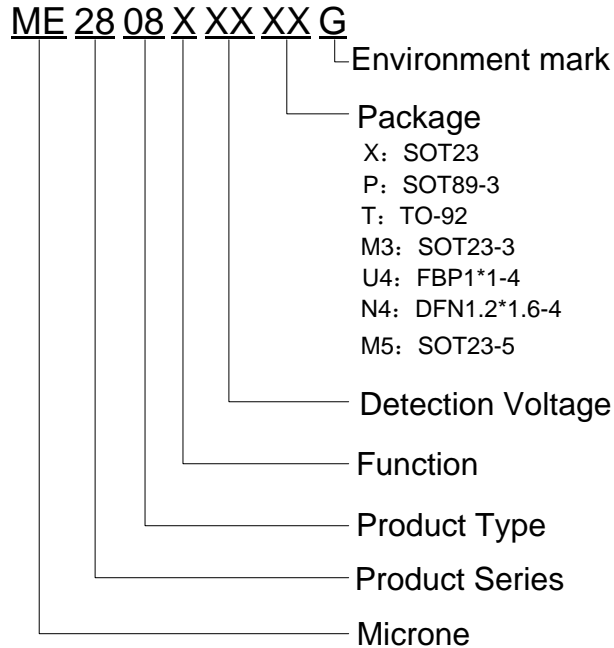 ME 28 08 X XX XX G
Environment mark
Package
X：SOT23
P：SOT89-3
T：TO-92
M3：SOT23-3
U4：FBP1*1-4
N4：DFN1.2*1.6-4
M5：SOT23-5
Detection Voltage
Function
Product Type
Product Series
Microne